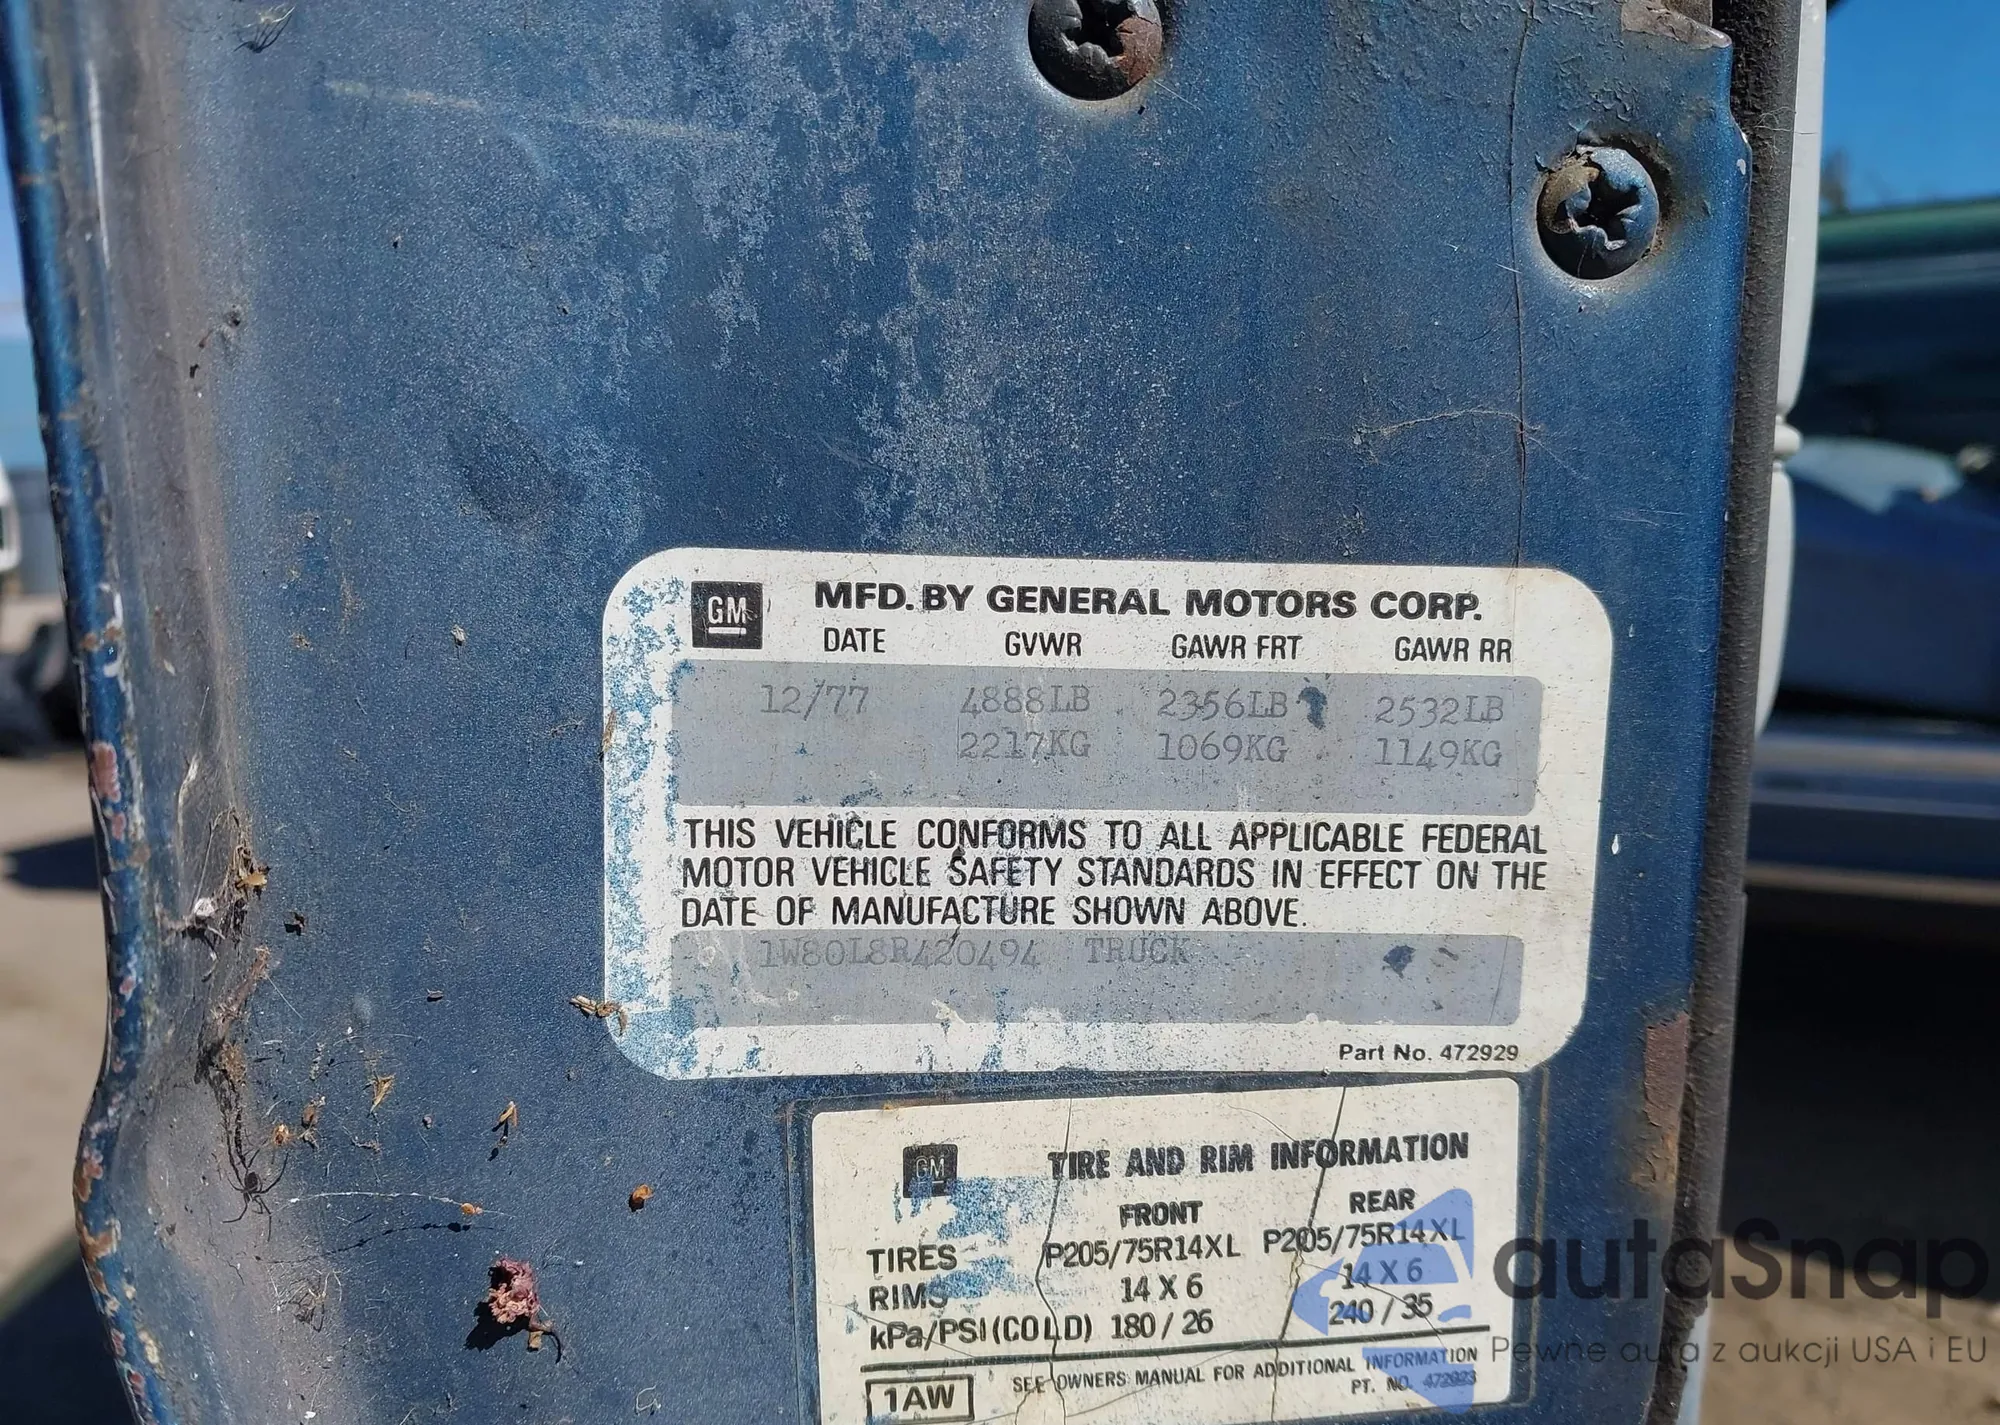 GM MFD. BY GENERAL MOTORS CORP.
DATE GVWR GAWR FRT GAWR RR
12/77 4888LB 2356LB 2532LB
2217KG 1069KG 1149KG
THIS VEHICLE CONFORMS TO ALL APPLICABLE FEDERAL
MOTOR VEHICLE SAFETY STANDARDS IN EFFECT ON THE
DATE OF MANUFACTURE SHOWN ABOVE.
1W80L8R420494 TRUCK
Part No. 472929
GM TIRE AND RIM INFORMATION
FRONT REAR
TIRES P205/75R14XL P205/75R14XL
RIMS 14 X 6 14 X 6
kPa/PSI(COLD) 180/26 240/35
1AW SEE OWNERS MANUAL FOR ADDITIONAL INFORMATION
PT. NO. 472923
autaSnap
Pewne auta z aukcji USA i EU